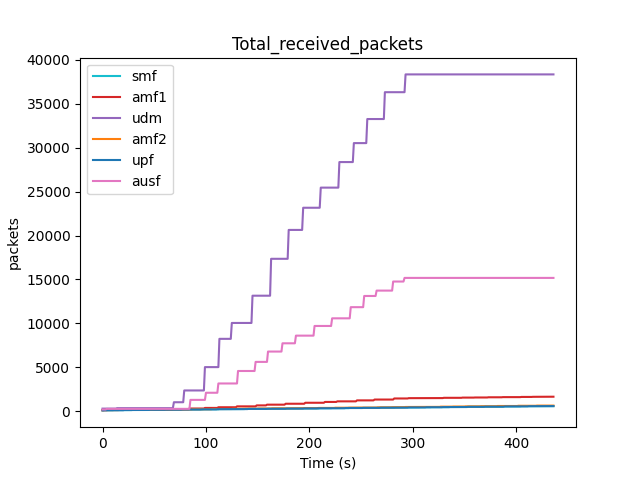 Total_received_packets
40000
35000
30000
25000
20000
15000
10000
5000
0
packets
smf
amf1
udm
amf2
upf
ausf
0 100 200 300 400
Time (s)